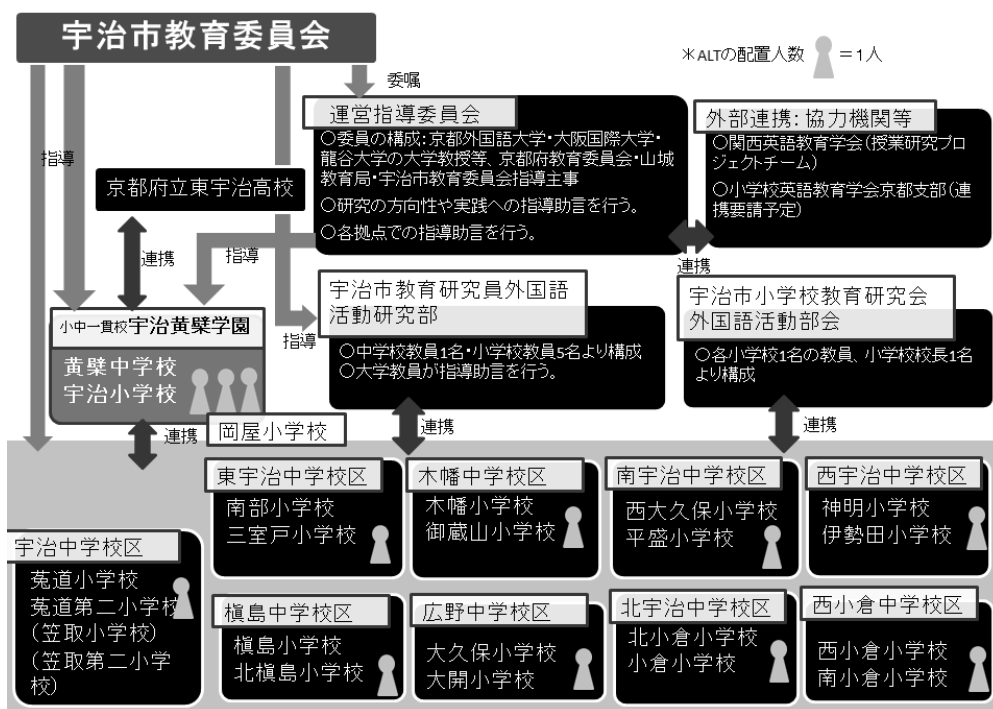 宇治市教育委員会
＊ALTの配置人数 ＝1人
委嘱
指導
運営指導委員会
○委員の構成：京都外国語大学・大阪国際大学・
龍谷大学の大学教授等、京都府教育委員会・山城
教育局・宇治市教育委員会指導主事
○研究の方向性や実践への指導助言を行う。
○各拠点での指導助言を行う。
外部連携：協力機関等
○関西英語教育学会（授業研究プロ
ジェクトチーム）
○小学校英語教育学会京都支部（連
携要請予定）
京都府立東宇治高校
連携
指導
連携
宇治市教育研究員外国語
活動研究部
○中学校教員1名・小学校教員5名より構成
○大学教員が指導助言を行う。
宇治市小学校教育研究会
外国語活動部会
○各小学校1名の教員、小学校校長1名
より構成
指導
小中一貫校宇治黄檗学園
黄檗中学校
宇治小学校
岡屋小学校
連携
連携
連携
東宇治中学校区
南部小学校
三室戸小学校
木幡中学校区
木幡小学校
御蔵山小学校
南宇治中学校区
西大久保小学校
平盛小学校
西宇治中学校区
神明小学校
伊勢田小学校
宇治中学校区
菟道小学校
菟道第二小学校
（笠取小学校）
（笠取第二小学
校）
槇島中学校区
槇島小学校
北槇島小学校
広野中学校区
大久保小学校
大開小学校
北宇治中学校区
北小倉小学校
小倉小学校
西小倉中学校区
西小倉小学校
南小倉小学校